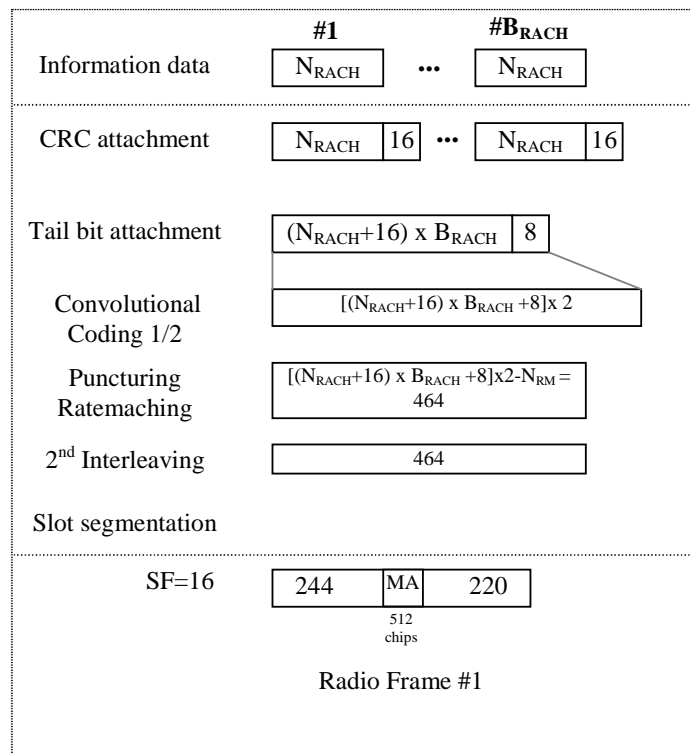 #1 #B_RACH
Information data N_RACH ••• N_RACH
CRC attachment N_RACH 16 ••• N_RACH 16
Tail bit attachment (N_RACH+16) x B_RACH 8
Convolutional
Coding 1/2
[(N_RACH+16) x B_RACH +8]x 2
Puncturing
Ratemaching
[(N_RACH+16) x B_RACH +8]x2-N_RM =
464
2nd Interleaving 464
Slot segmentation
SF=16 244 MA 220
512
chips
Radio Frame #1